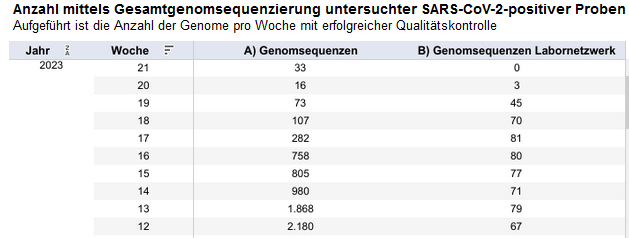 Anzahl mittels Gesamtgenomsequenzierung untersuchter SARS-CoV-2-positiver Proben
Aufgeführt ist die Anzahl der Genome pro Woche mit erfolgreicher Qualitätskontrolle
Jahr Woche A) Genomsequenzen B) Genomsequenzen Labornetzwerk
2023 21 33 0
20 16 3
19 73 45
18 107 70
17 282 81
16 758 80
15 805 77
14 980 71
13 1.868 79
12 2.180 67